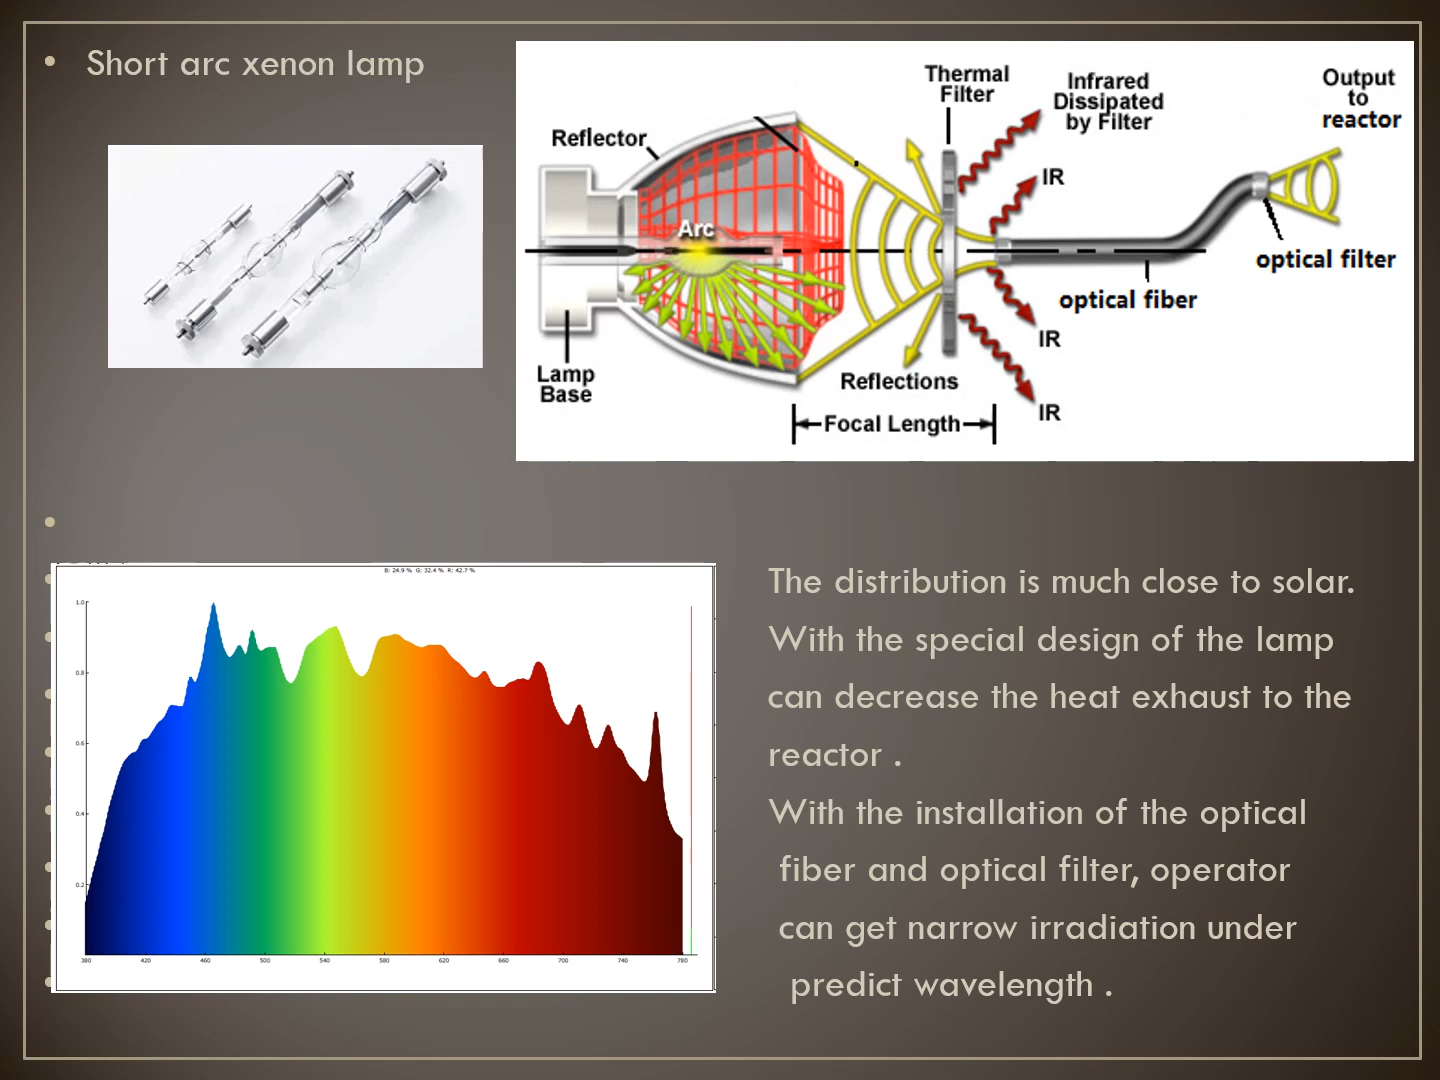 • Short arc xenon lamp
Reflector
Arc
Lamp
Base
Thermal
Filter
Infrared
Dissipated
by Filter
IR
IR
IR
Reflections
Focal Length
optical fiber
optical filter
Output
to
reactor
B: 24.9 % G: 32.4 % R: 42.7 %
1.0
0.8
0.6
0.4
0.2
380 420 460 500 540 580 620 660 700 740 780
The distribution is much close to solar.
With the special design of the lamp
can decrease the heat exhaust to the
reactor .
With the installation of the optical
fiber and optical filter, operator
can get narrow irradiation under
predict wavelength .